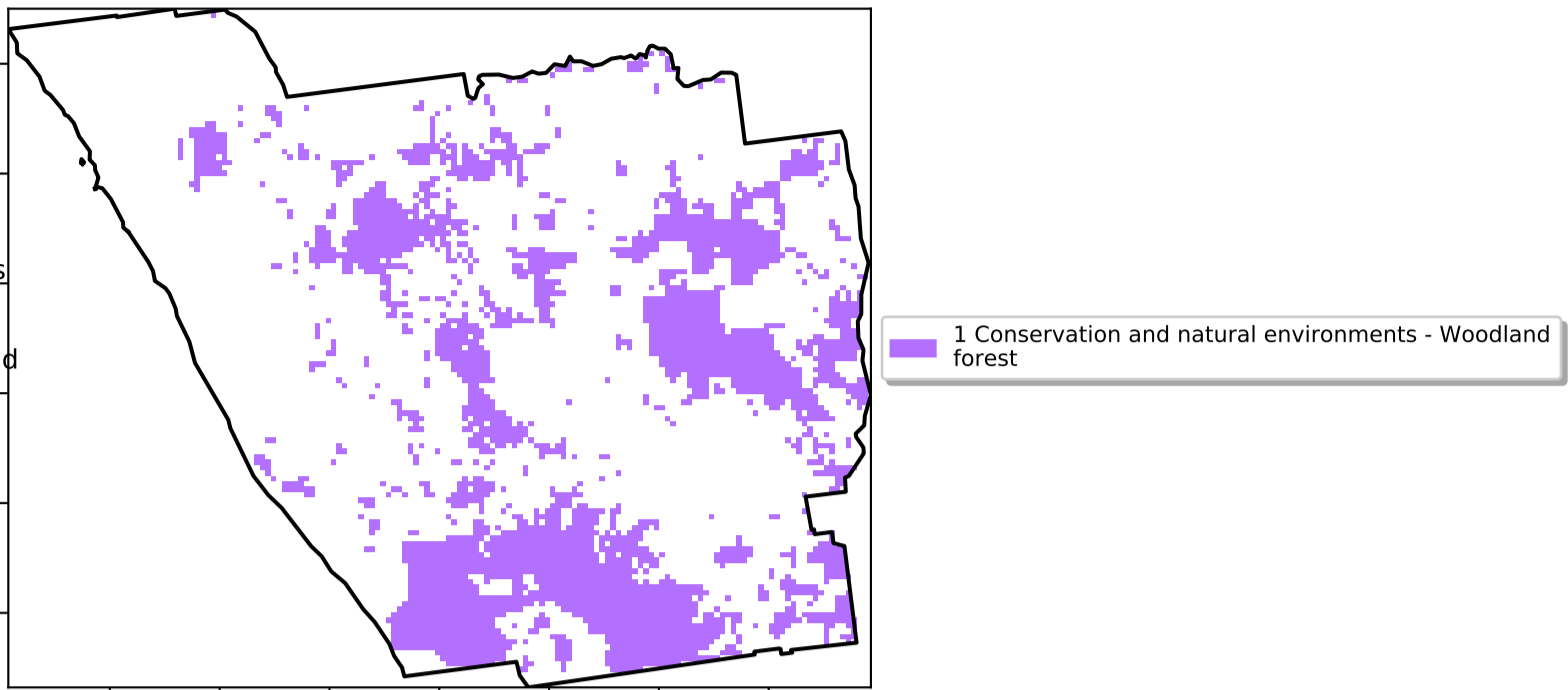 s
d
1 Conservation and natural environments - Woodland
forest